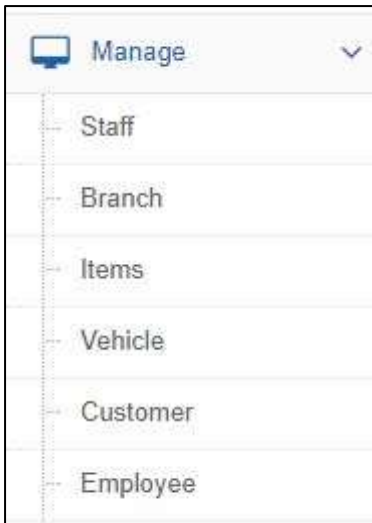 Manage
Staff
Branch
Items
Vehicle
Customer
Employee